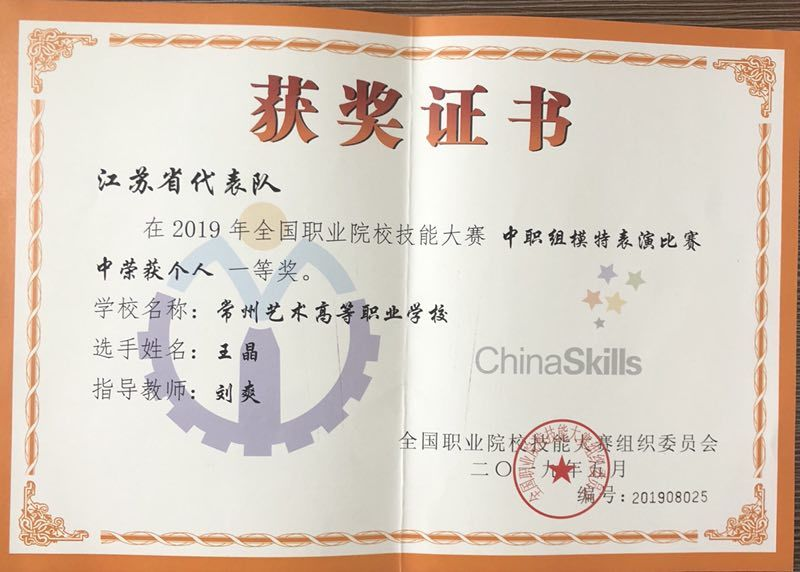 获奖证书
江苏省代表队
在2019年全国职业院校技能大赛 中职组模特表演比赛
中荣获个人 一等奖。
学校名称：常州艺术高等职业学校
选手姓名：王晶
指导教师：刘爽
ChinaSkills
全国职业院校技能大赛组织委员会
二〇一九年五月
编号：201908025